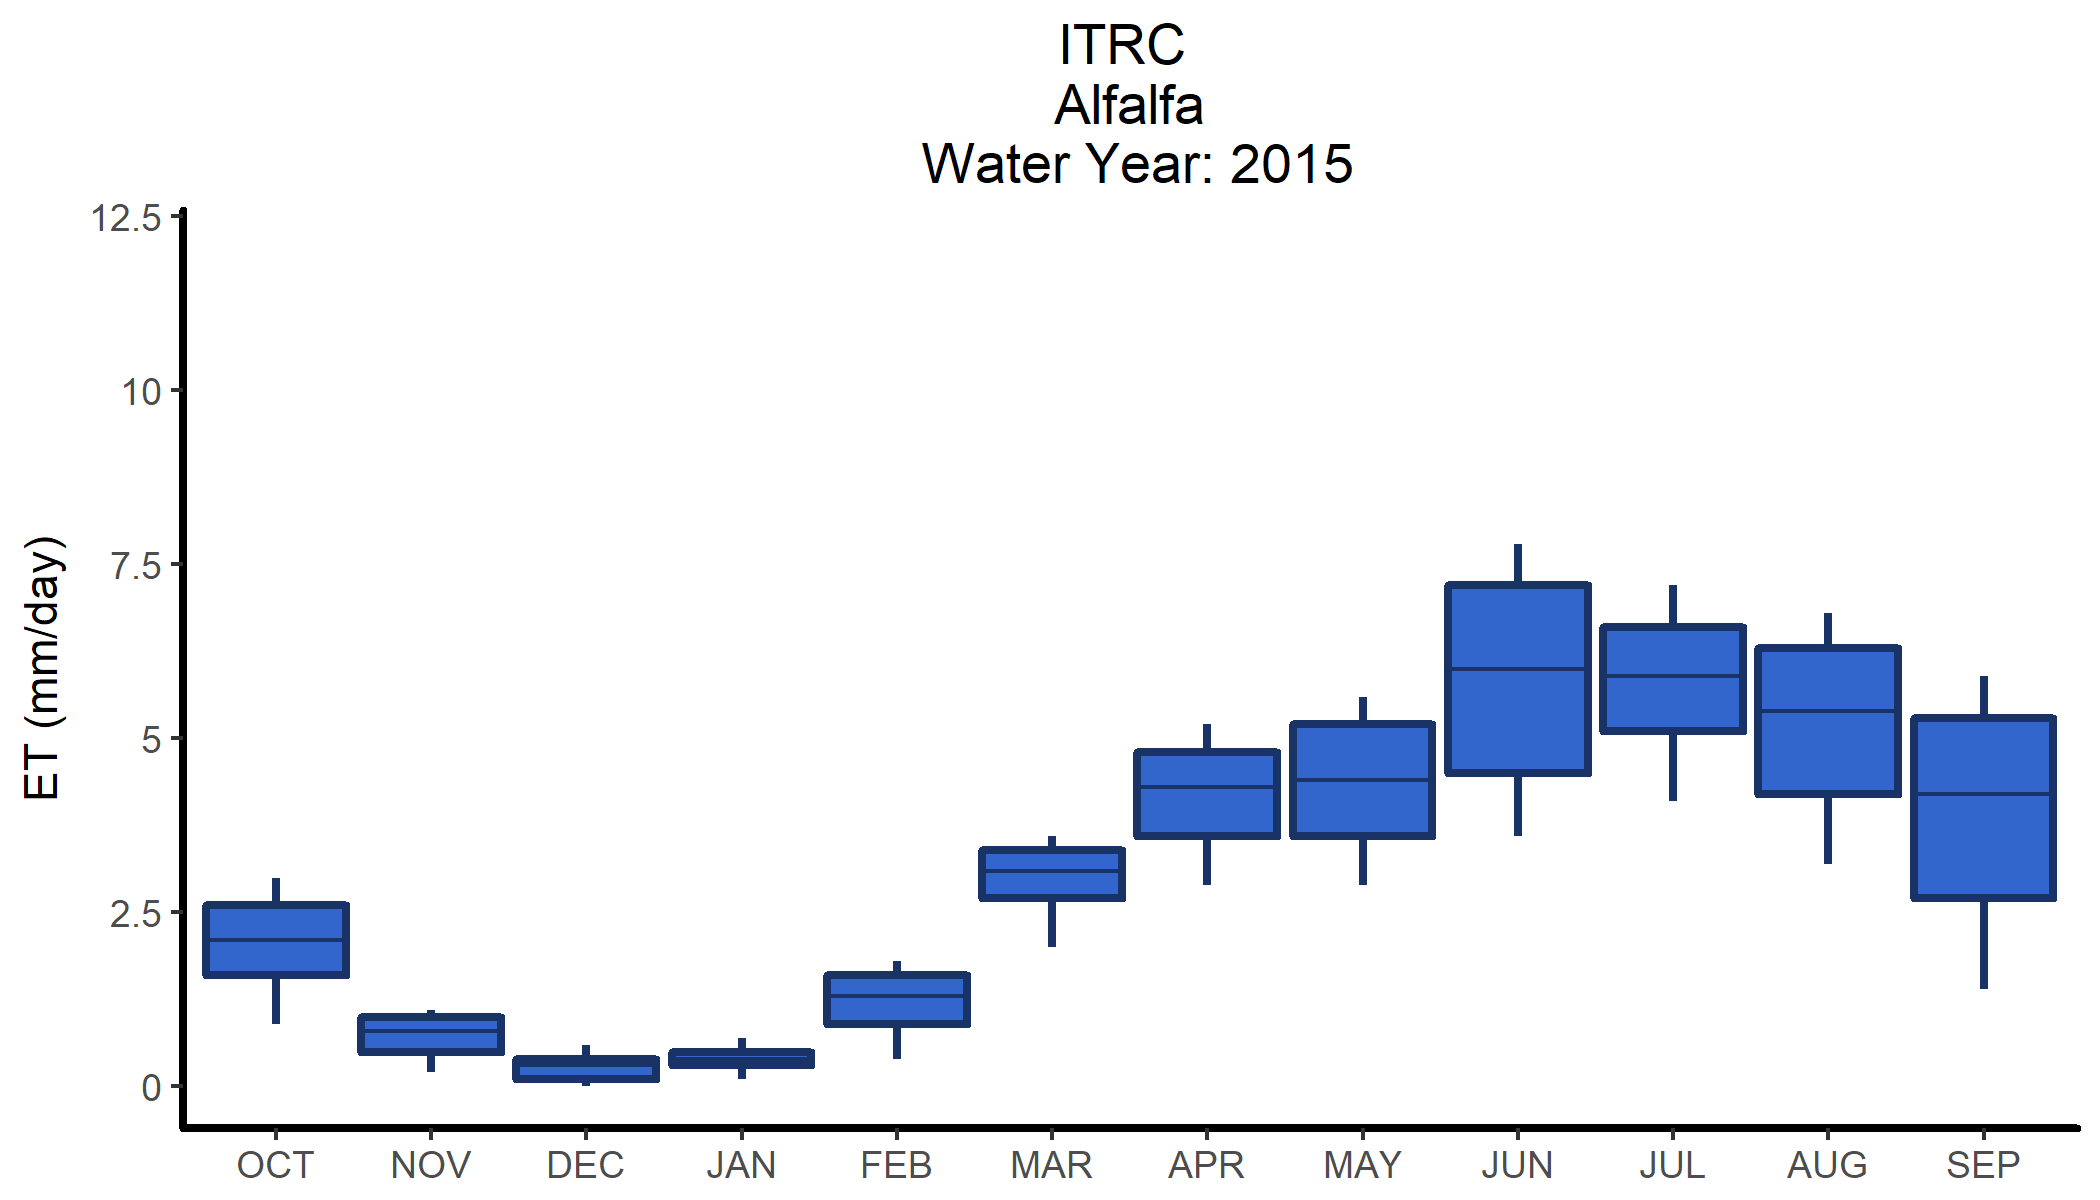 ITRC
Alfalfa
Water Year: 2015
ET (mm/day)
12.5
10
7.5
5
2.5
0
OCT NOV DEC JAN FEB MAR APR MAY JUN JUL AUG SEP